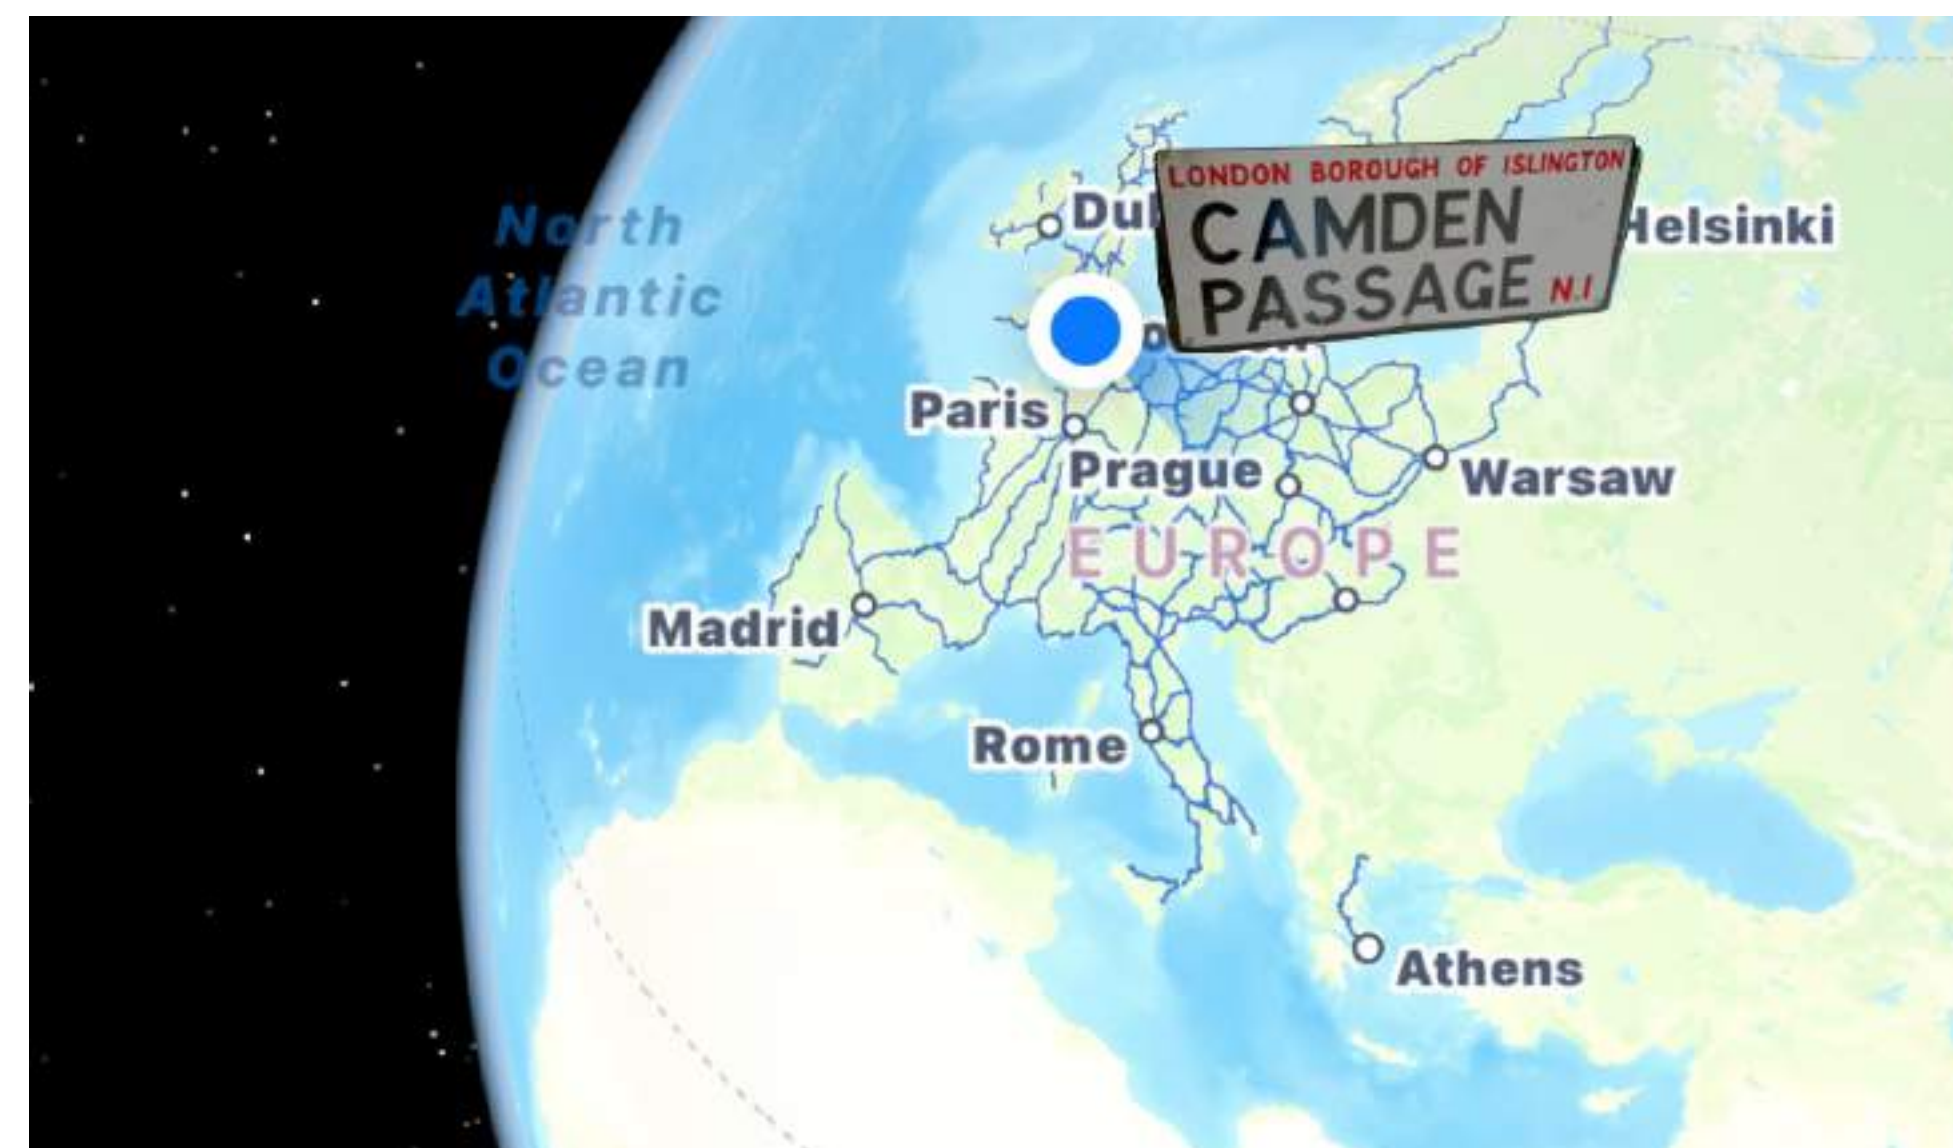 North
Atlantic
Ocean
LONDON BOROUGH OF ISLINGTON
CAMDEN
PASSAGE N.1
Helsinki
Paris
Prague
Warsaw
EUROPE
Madrid
Rome
Athens